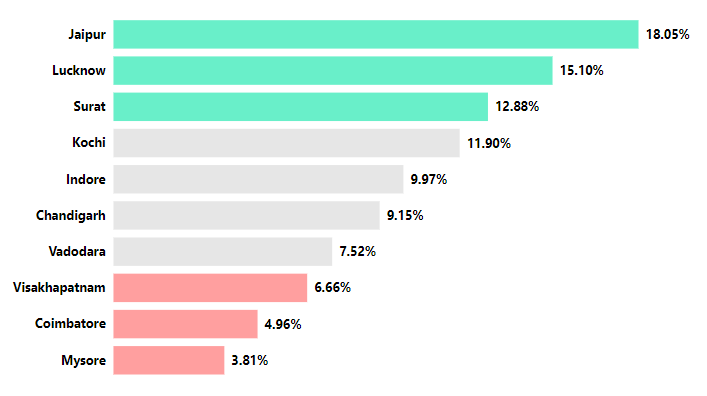 Jaipur 18.05%
Lucknow 15.10%
Surat 12.88%
Kochi 11.90%
Indore 9.97%
Chandigarh 9.15%
Vadodara 7.52%
Visakhapatnam 6.66%
Coimbatore 4.96%
Mysore 3.81%